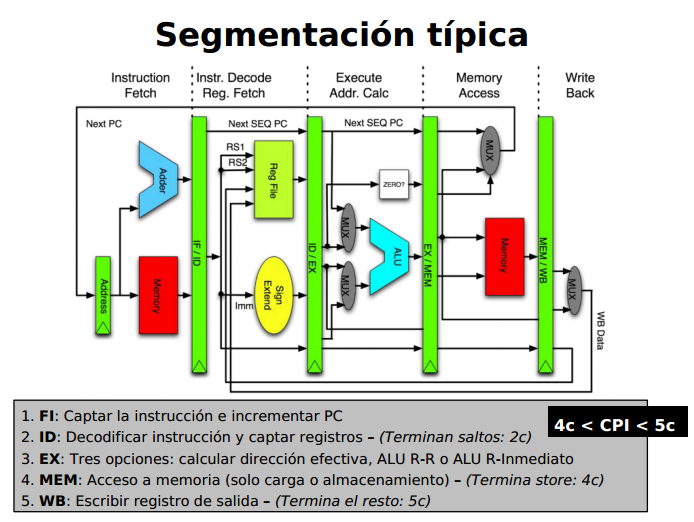 Segmentación típica
Instruction
Fetch
Instr. Decode
Reg. Fetch
Execute
Addr. Calc
Memory
Access
Write
Back
Next PC
Next SEQ PC
Next SEQ PC
RS1
RS2
Imm
Adder
Address
Memory
IF / ID
Reg File
Sign
Extend
ID / EX
MUX
MUX
ZERO?
ALU
EX / MEM
MUX
Memory
MEM / WB
MUX
WB Data
4c < CPI < 5c
1. FI: Captar la instrucción e incrementar PC
2. ID: Decodificar instrucción y captar registros – (Terminan saltos: 2c)
3. EX: Tres opciones: calcular dirección efectiva, ALU R-R o ALU R-Inmediato
4. MEM: Acceso a memoria (solo carga o almacenamiento) – (Termina store: 4c)
5. WB: Escribir registro de salida – (Termina el resto: 5c)